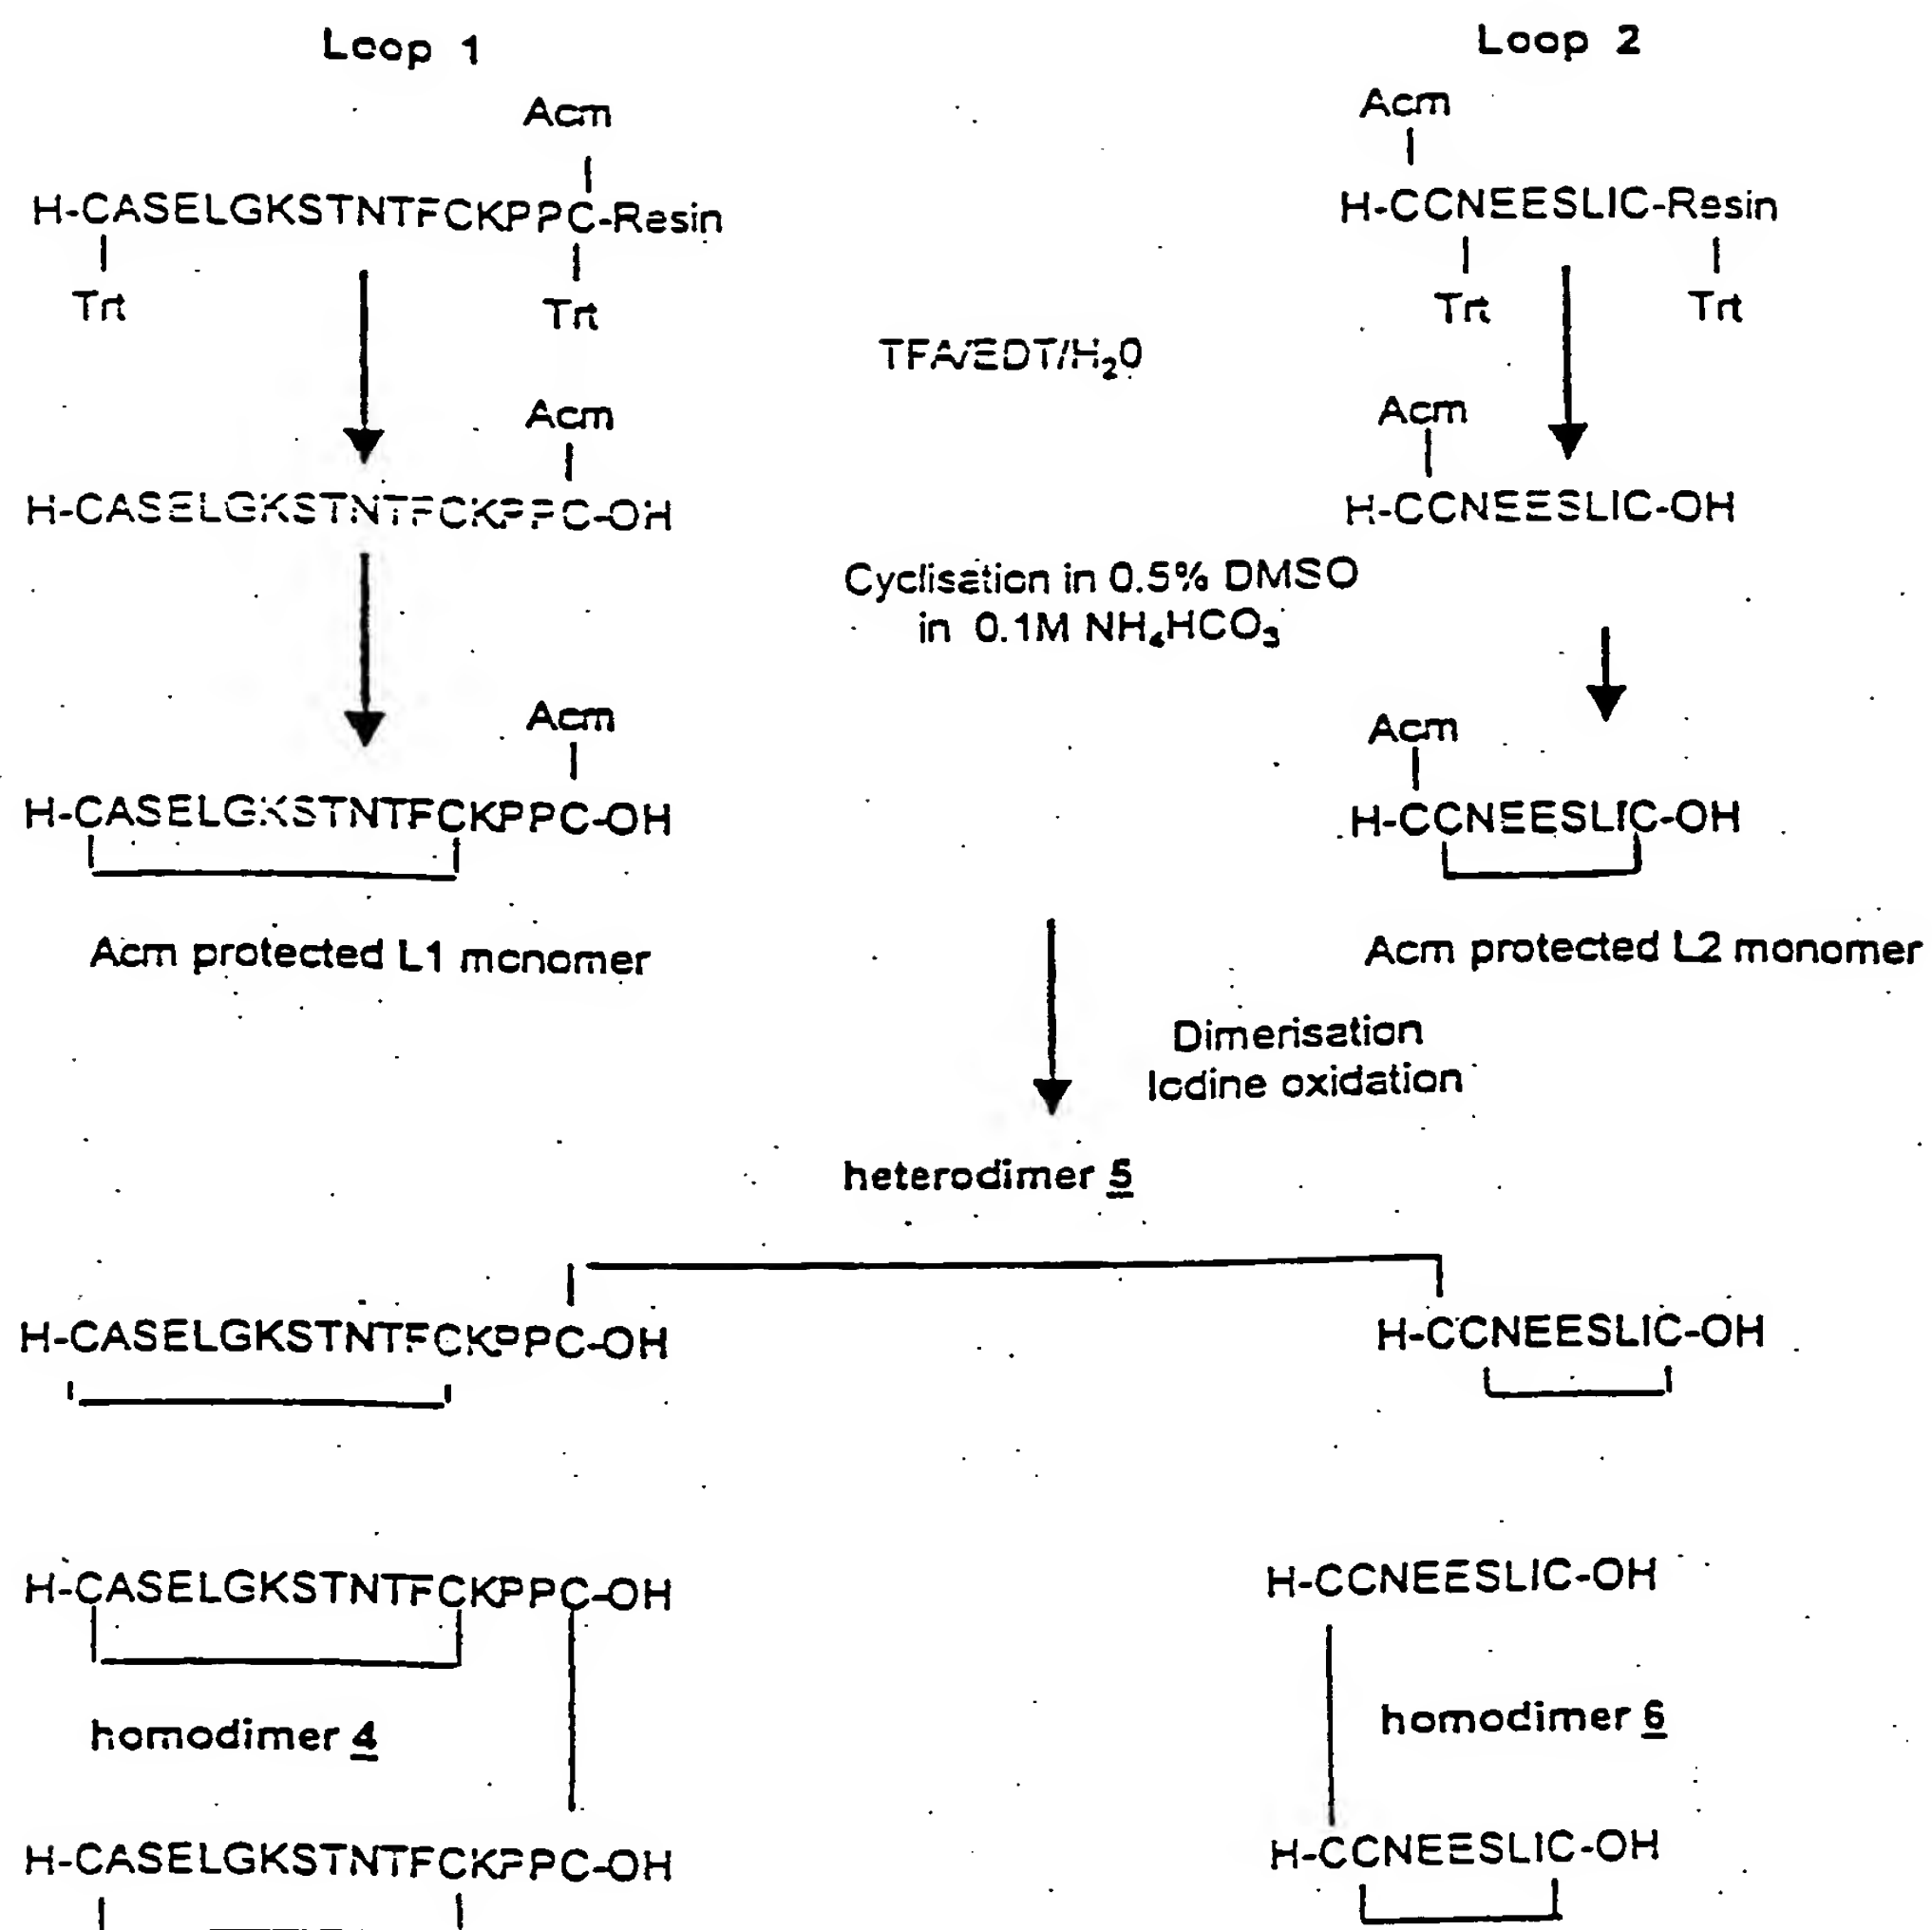 Loop 1
Loop 2
Acm
Acm
H-CASELGKSTNTFCKPPC-Resin
H-CCNEESLIC-Resin
Trt
Trt
Trt
Trt
TFA/EDT/H₂O
Acm
Acm
H-CASELGKSTNTFCKPPC-OH
H-CCNEESLIC-OH
Cyclisation in 0.5% DMSO
in 0.1M NH₄HCO₃
Acm
Acm
H-CASELGKSTNTFCKPPC-OH
H-CCNEESLIC-OH
Acm protected L1 monomer
Acm protected L2 monomer
Dimerisation
Iodine oxidation
heterodimer 5
H-CASELGKSTNTFCKPPC-OH
H-CCNEESLIC-OH
H-CASELGKSTNTFCKPPC-OH
H-CCNEESLIC-OH
homodimer 4
homodimer 6
H-CASELGKSTNTFCKPPC-OH
H-CCNEESLIC-OH